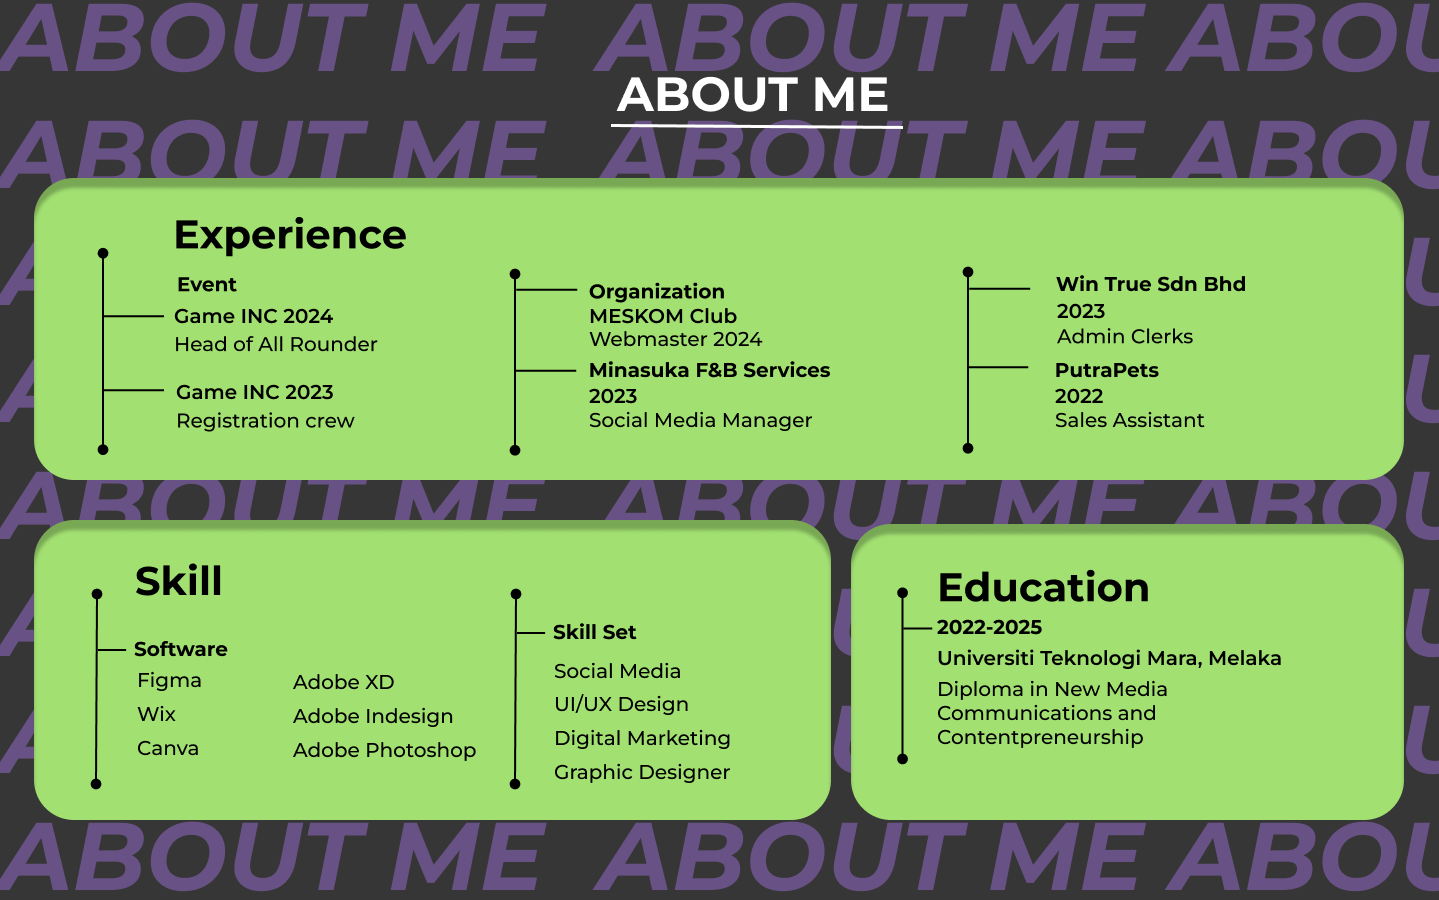 ABOUT ME ABOUT ME ABOU
ABOUT ME
ABOUT ME ABOUT ME ABOU
Experience
Event
Game INC 2024
Head of All Rounder
Game INC 2023
Registration crew
Organization
MESKOM Club
Webmaster 2024
Minasuka F&B Services
2023
Social Media Manager
Win True Sdn Bhd
2023
Admin Clerks
PutraPets
2022
Sales Assistant
ABOUT ME ABOUT ME ABOU
Skill
Software
Figma
Wix
Canva
Adobe XD
Adobe Indesign
Adobe Photoshop
Skill Set
Social Media
UI/UX Design
Digital Marketing
Graphic Designer
Education
2022-2025
Universiti Teknologi Mara, Melaka
Diploma in New Media
Communications and
Contentpreneurship
ABOUT ME ABOUT ME ABOU